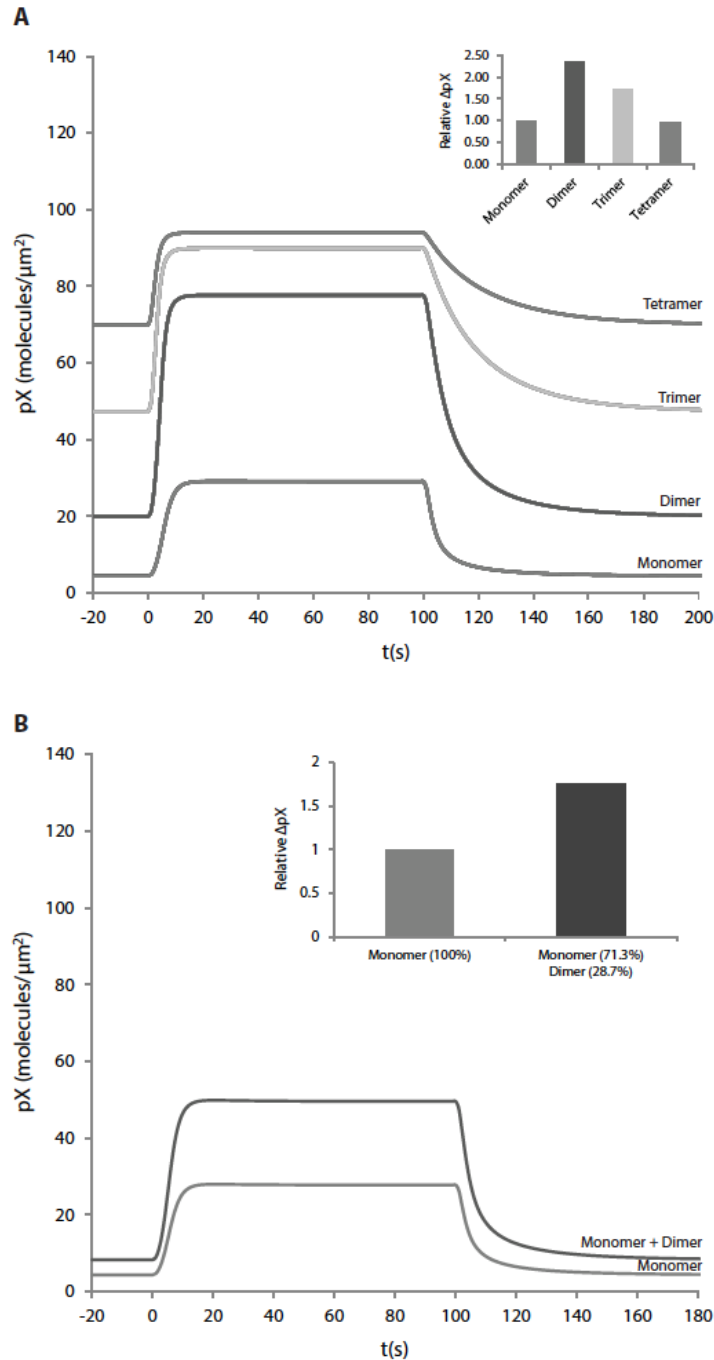 A
140
120
100
80
60
40
20
0
pX (molecules/μm²)
-20 0 20 40 60 80 100 120 140 160 180 200
t(s)
2.50
2.00
1.50
1.00
0.50
0.00
Relative ΔpX
Monomer Dimer Trimer Tetramer
Tetramer
Trimer
Dimer
Monomer
B
140
120
100
80
60
40
20
0
pX (molecules/μm²)
-20 0 20 40 60 80 100 120 140 160 180
t(s)
2
1.5
1
0.5
0
Relative ΔpX
Monomer (100%) Monomer (71.3%)
Dimer (28.7%)
Monomer + Dimer
Monomer